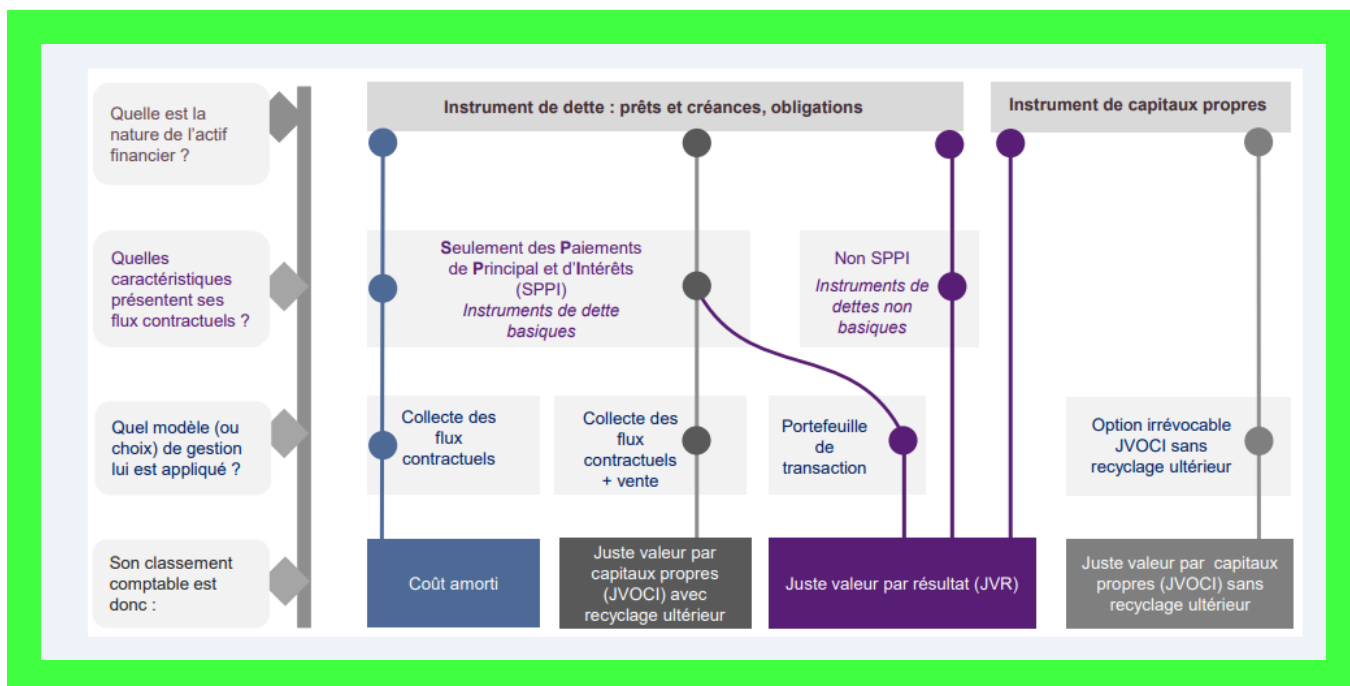 Quelle est la
nature de l'actif
financier ?
Instrument de dette : prêts et créances, obligations
Instrument de capitaux propres
Quelles
caractéristiques
présentent ses
flux contractuels ?
Seulement des Paiements
de Principal et d'Intérêts
(SPPI)
Instruments de dette
basiques
Non SPPI
Instruments de
dettes non
basiques
Quel modèle (ou
choix) de gestion
lui est appliqué ?
Collecte des
flux
contractuels
Collecte des
flux
contractuels
+ vente
Portefeuille
de
transaction
Option irrévocable
JVOCI sans
recyclage ultérieur
Son classement
comptable est
donc :
Coût amorti
Juste valeur par
capitaux propres
(JVOCI) avec
recyclage ultérieur
Juste valeur par résultat (JVR)
Juste valeur par capitaux
propres (JVOCI) sans
recyclage ultérieur